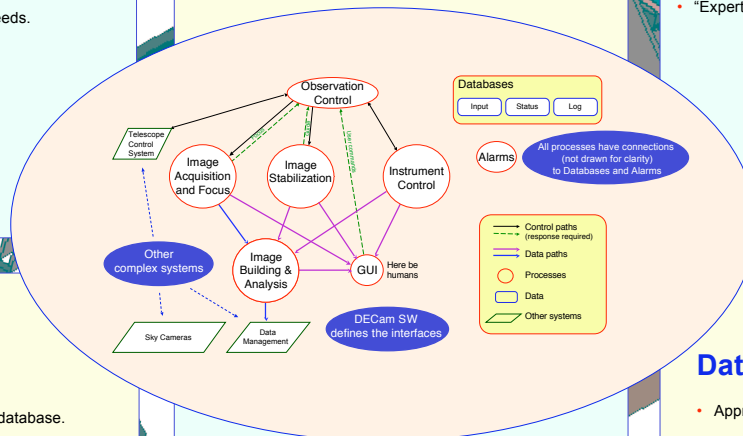 eeds.
• “Expert
Observation
Control
Databases
Input
Status
Log
Telescope
Control
System
Image
Acquisition
and Focus
Image
Stabilization
User commands
Instrument
Control
Alarms
All processes have connections
(not drawn for clarity)
to Databases and Alarms
Other
complex systems
Image
Building &
Analysis
GUI
Here be
humans
Control paths
(response required)
Data paths
Processes
Data
Other systems
Sky Cameras
Data
Management
DECam SW
defines the interfaces
Dat
• Appr
database.